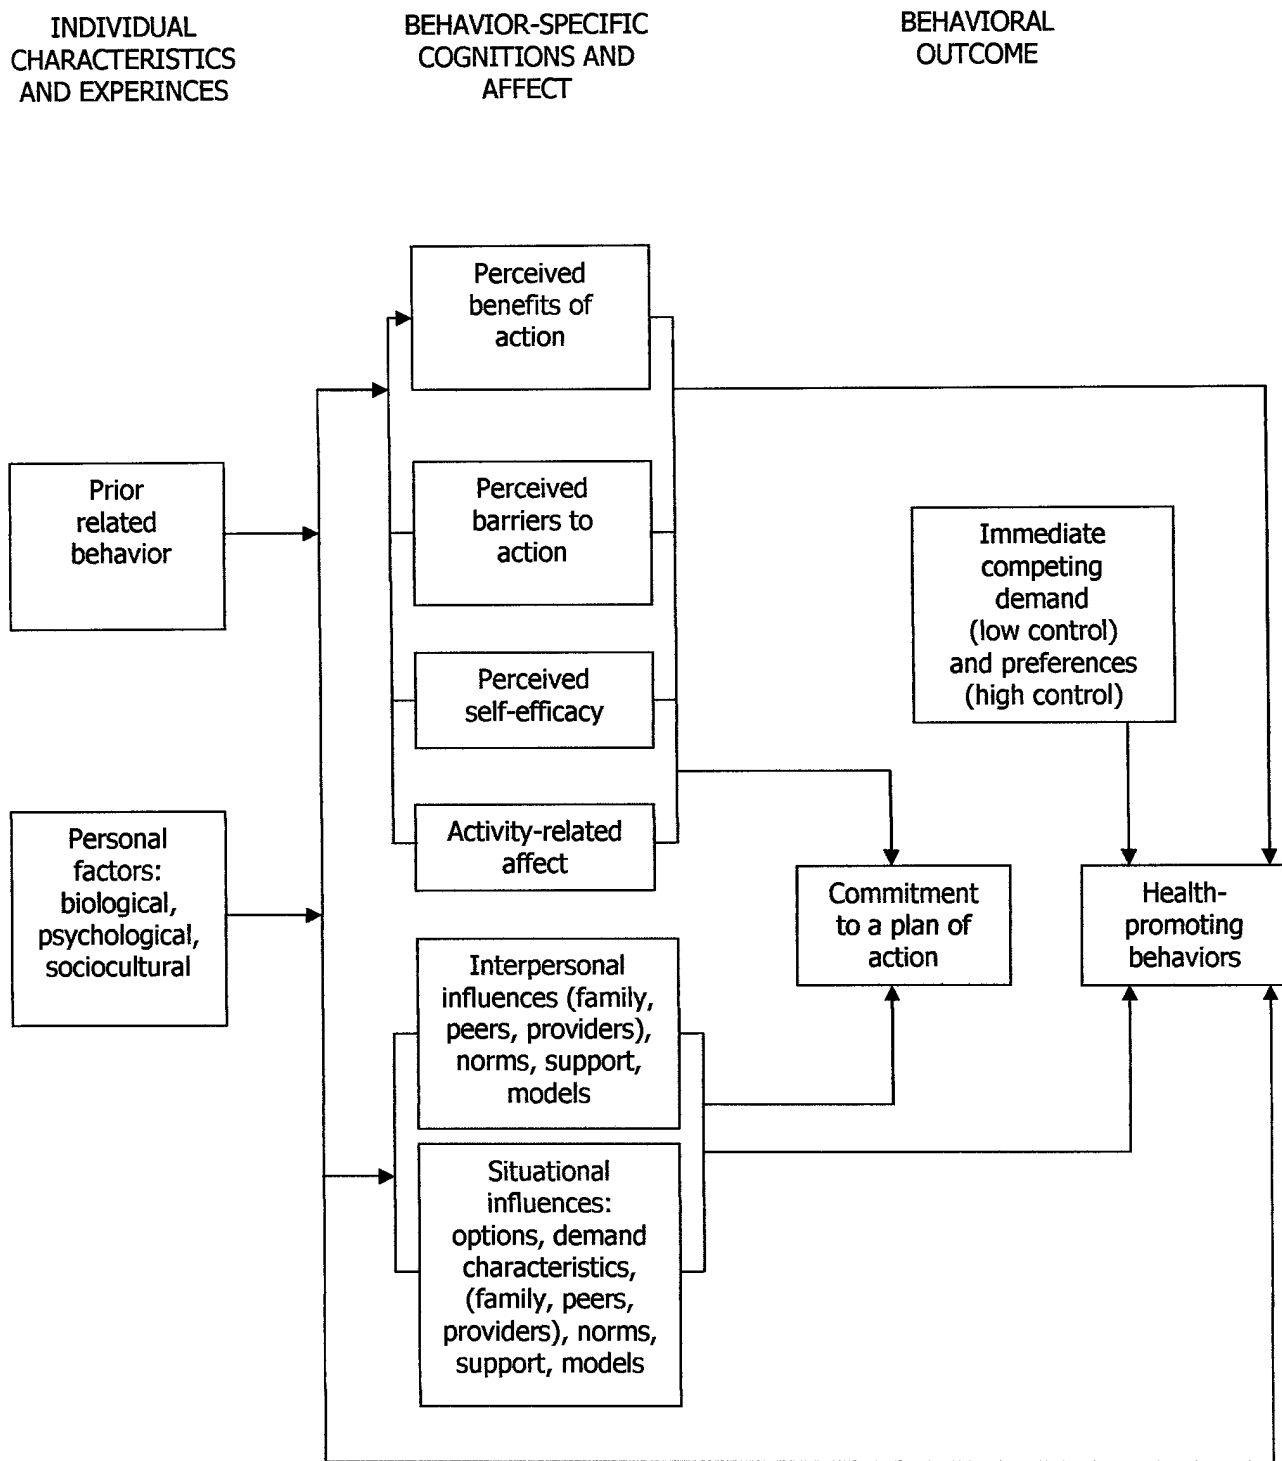 INDIVIDUAL
CHARACTERISTICS
AND EXPERINCES
BEHAVIOR-SPECIFIC
COGNITIONS AND
AFFECT
BEHAVIORAL
OUTCOME
Perceived
benefits of
action
Prior
related
behavior
Perceived
barriers to
action
Immediate
competing
demand
(low control)
and preferences
(high control)
Perceived
self-efficacy
Personal
factors:
biological,
psychological,
sociocultural
Activity-related
affect
Commitment
to a plan of
action
Health-
promoting
behaviors
Interpersonal
influences (family,
peers, providers),
norms, support,
models
Situational
influences:
options, demand
characteristics,
(family, peers,
providers), norms,
support, models